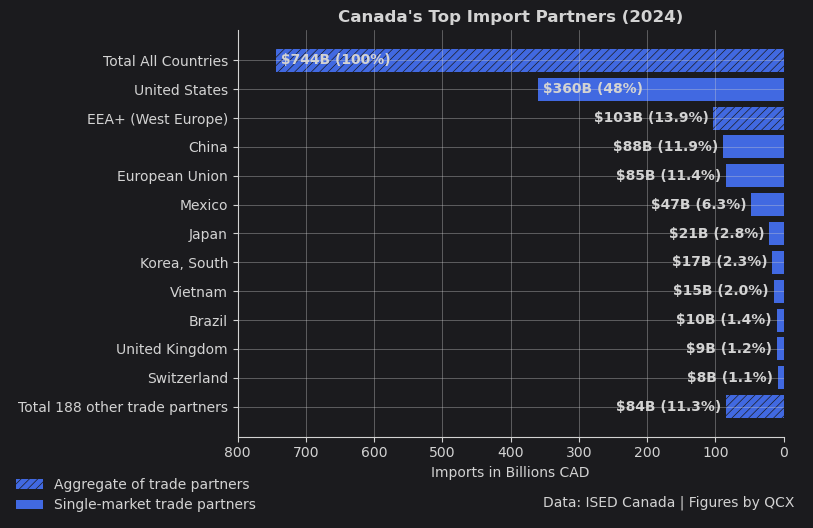 Canada's Top Import Partners (2024)
Total All Countries $744B (100%)
United States $360B (48%)
EEA+ (West Europe) $103B (13.9%)
China $88B (11.9%)
European Union $85B (11.4%)
Mexico $47B (6.3%)
Japan $21B (2.8%)
Korea, South $17B (2.3%)
Vietnam $15B (2.0%)
Brazil $10B (1.4%)
United Kingdom $9B (1.2%)
Switzerland $8B (1.1%)
Total 188 other trade partners $84B (11.3%)
800 700 600 500 400 300 200 100 0
Imports in Billions CAD
Aggregate of trade partners
Single-market trade partners
Data: ISED Canada | Figures by QCX